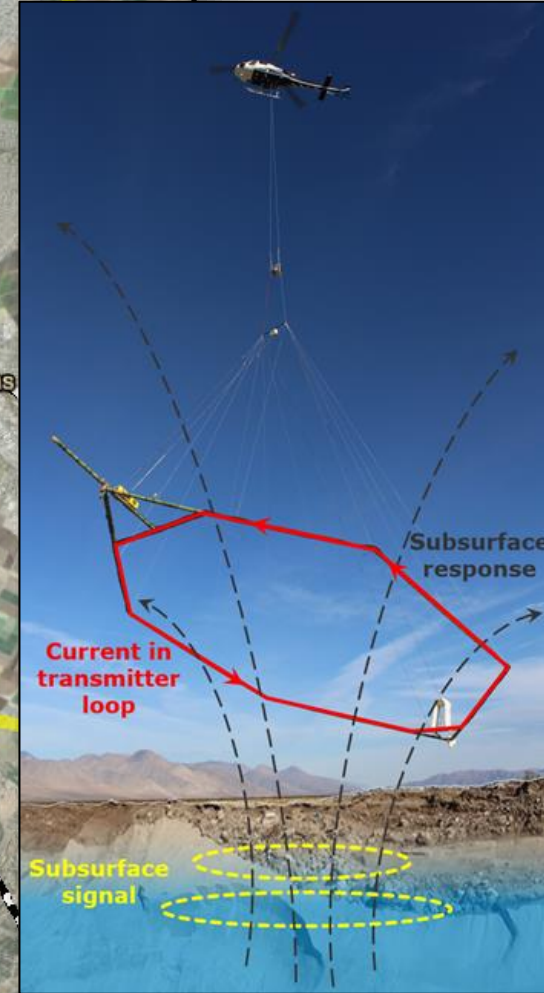 Subsurface
response
Current in
transmitter
loop
Subsurface
signal